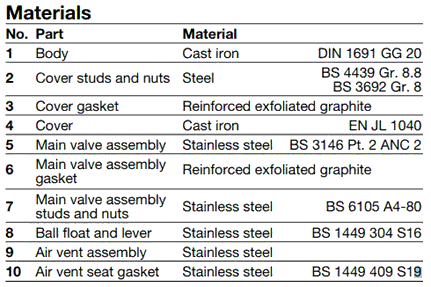 Materials
No. Part Material
1 Body Cast iron DIN 1691 GG 20
2 Cover studs and nuts Steel BS 4439 Gr. 8.8
BS 3692 Gr. 8
3 Cover gasket Reinforced exfoliated graphite
4 Cover Cast iron EN JL 1040
5 Main valve assembly Stainless steel BS 3146 Pt. 2 ANC 2
6 Main valve assembly
gasket Reinforced exfoliated graphite
7 Main valve assembly
studs and nuts Stainless steel BS 6105 A4-80
8 Ball float and lever Stainless steel BS 1449 304 S16
9 Air vent assembly Stainless steel
10 Air vent seat gasket Stainless steel BS 1449 409 S19